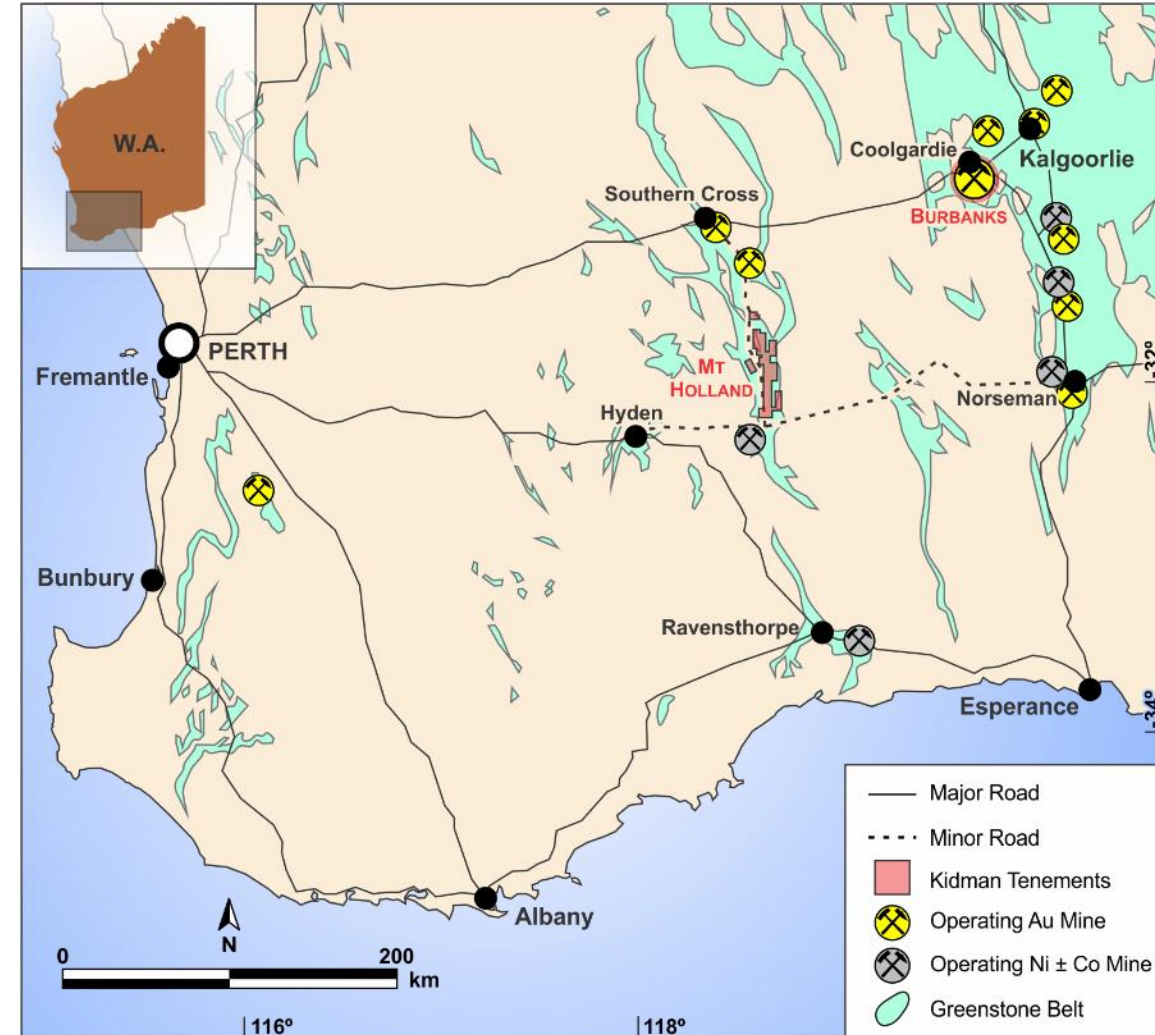 W.A.
Coolgardie
Kalgoorlie
Southern Cross
BURBANKS
PERTH
Fremantle
MT
HOLLAND
-32°
Norseman
Hyden
Bunbury
Ravensthorpe
Esperance
-34°
Albany
N
0 200
km
116° 118°
Major Road
Minor Road
Kidman Tenements
Operating Au Mine
Operating Ni ± Co Mine
Greenstone Belt